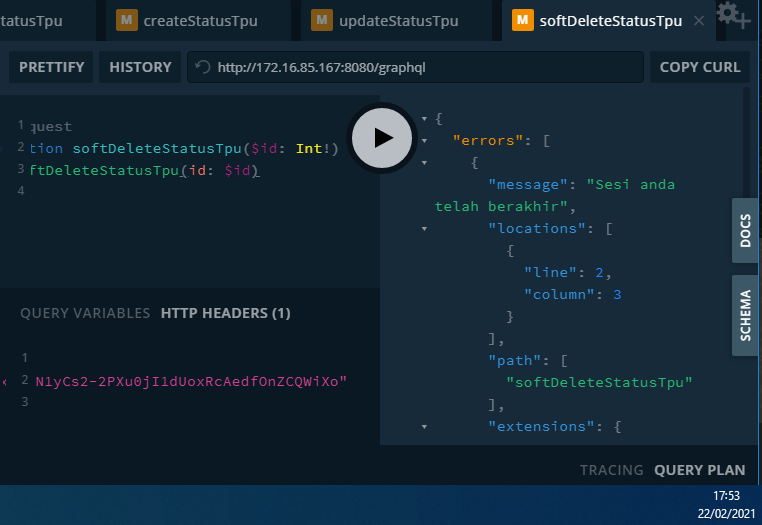 tatusTpu
M createStatusTpu
M updateStatusTpu
M softDeleteStatusTpu
PRETTIFY
HISTORY
http://172.16.85.167:8080/graphql
COPY CURL
1 quest
2 tion softDeleteStatusTpu($id: Int!)
3 ftDeleteStatusTpu(id: $id)
4
{
"errors": [
{
"message": "Sesi anda
telah berakhir",
"locations": [
{
"line": 2,
"column": 3
}
],
"path": [
"softDeleteStatusTpu"
],
"extensions": {
DOCS
SCHEMA
QUERY VARIABLES
HTTP HEADERS (1)
1
2 N1yCs2-2PXu0jI1dUoxRcAedfOnZCQWiXo"
3
TRACING
QUERY PLAN
17:53
22/02/2021